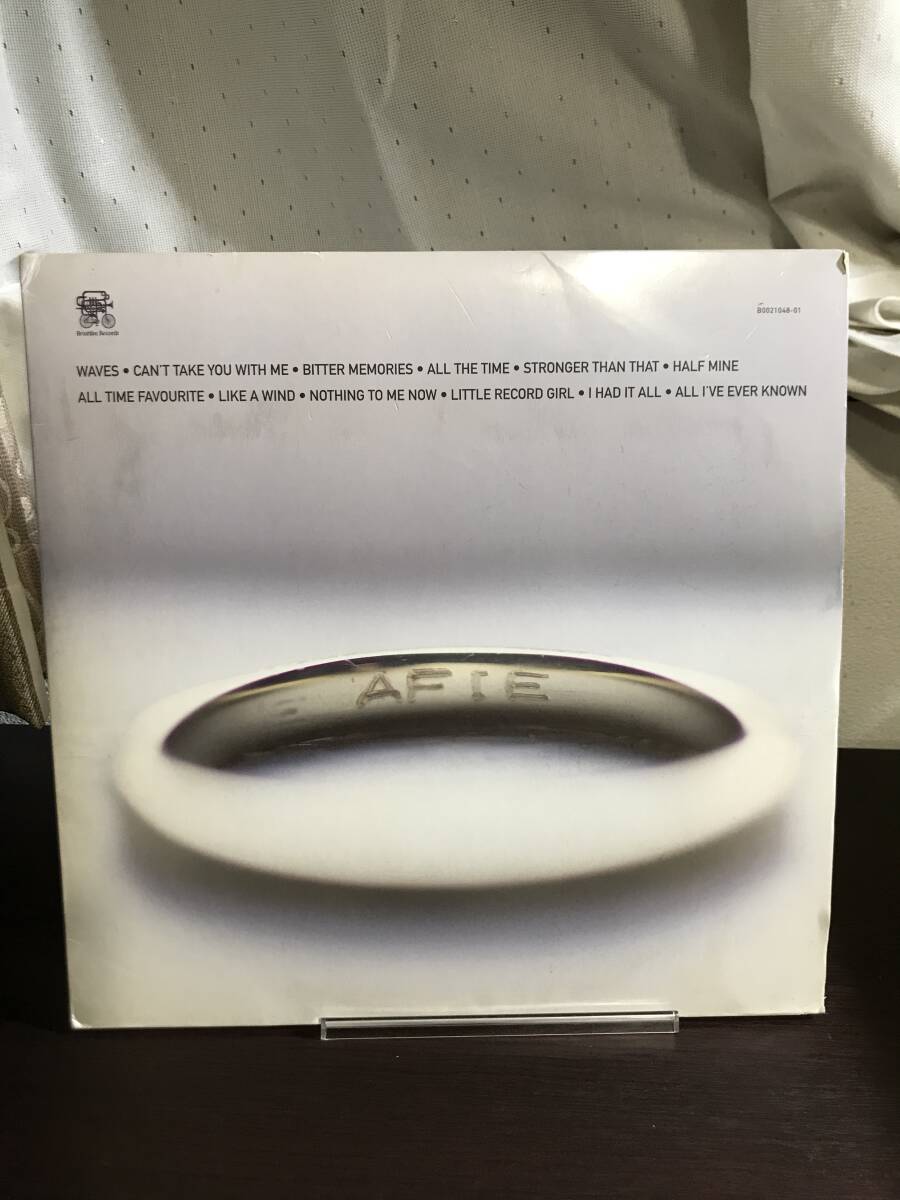 Brushfire Records
B0021048-01
WAVES • CAN'T TAKE YOU WITH ME • BITTER MEMORIES • ALL THE TIME • STRONGER THAN THAT • HALF MINE
ALL TIME FAVOURITE • LIKE A WIND • NOTHING TO ME NOW • LITTLE RECORD GIRL • I HAD IT ALL • ALL I'VE EVER KNOWN
AFIE